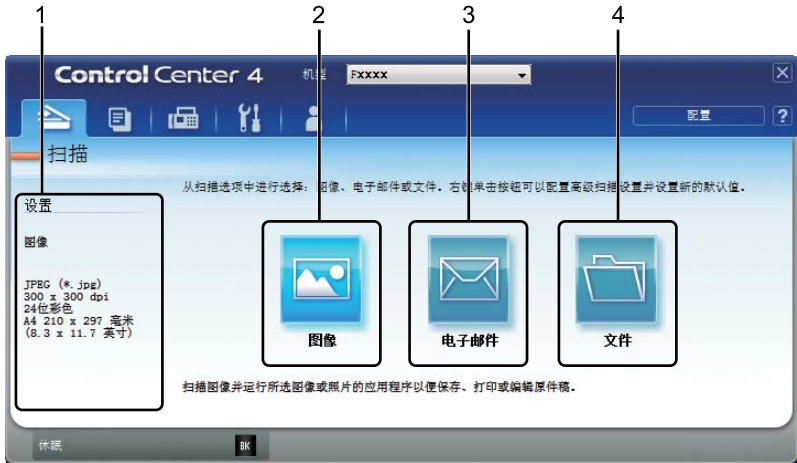 1 2 3 4
Control Center 4 机型 Fxxxx
配置 ?
扫描
从扫描选项中进行选择：图像、电子邮件或文件。右键单击按钮可以配置高级扫描设置并设置新的默认值。
设置
图像
JPEG (*.jpg)
300 x 300 dpi
24位彩色
A4 210 x 297 毫米
(8.3 x 11.7 英寸)
图像 电子邮件 文件
扫描图像并运行所选图像或照片的应用程序以便保存、打印或编辑原件稿。
休眠 BK